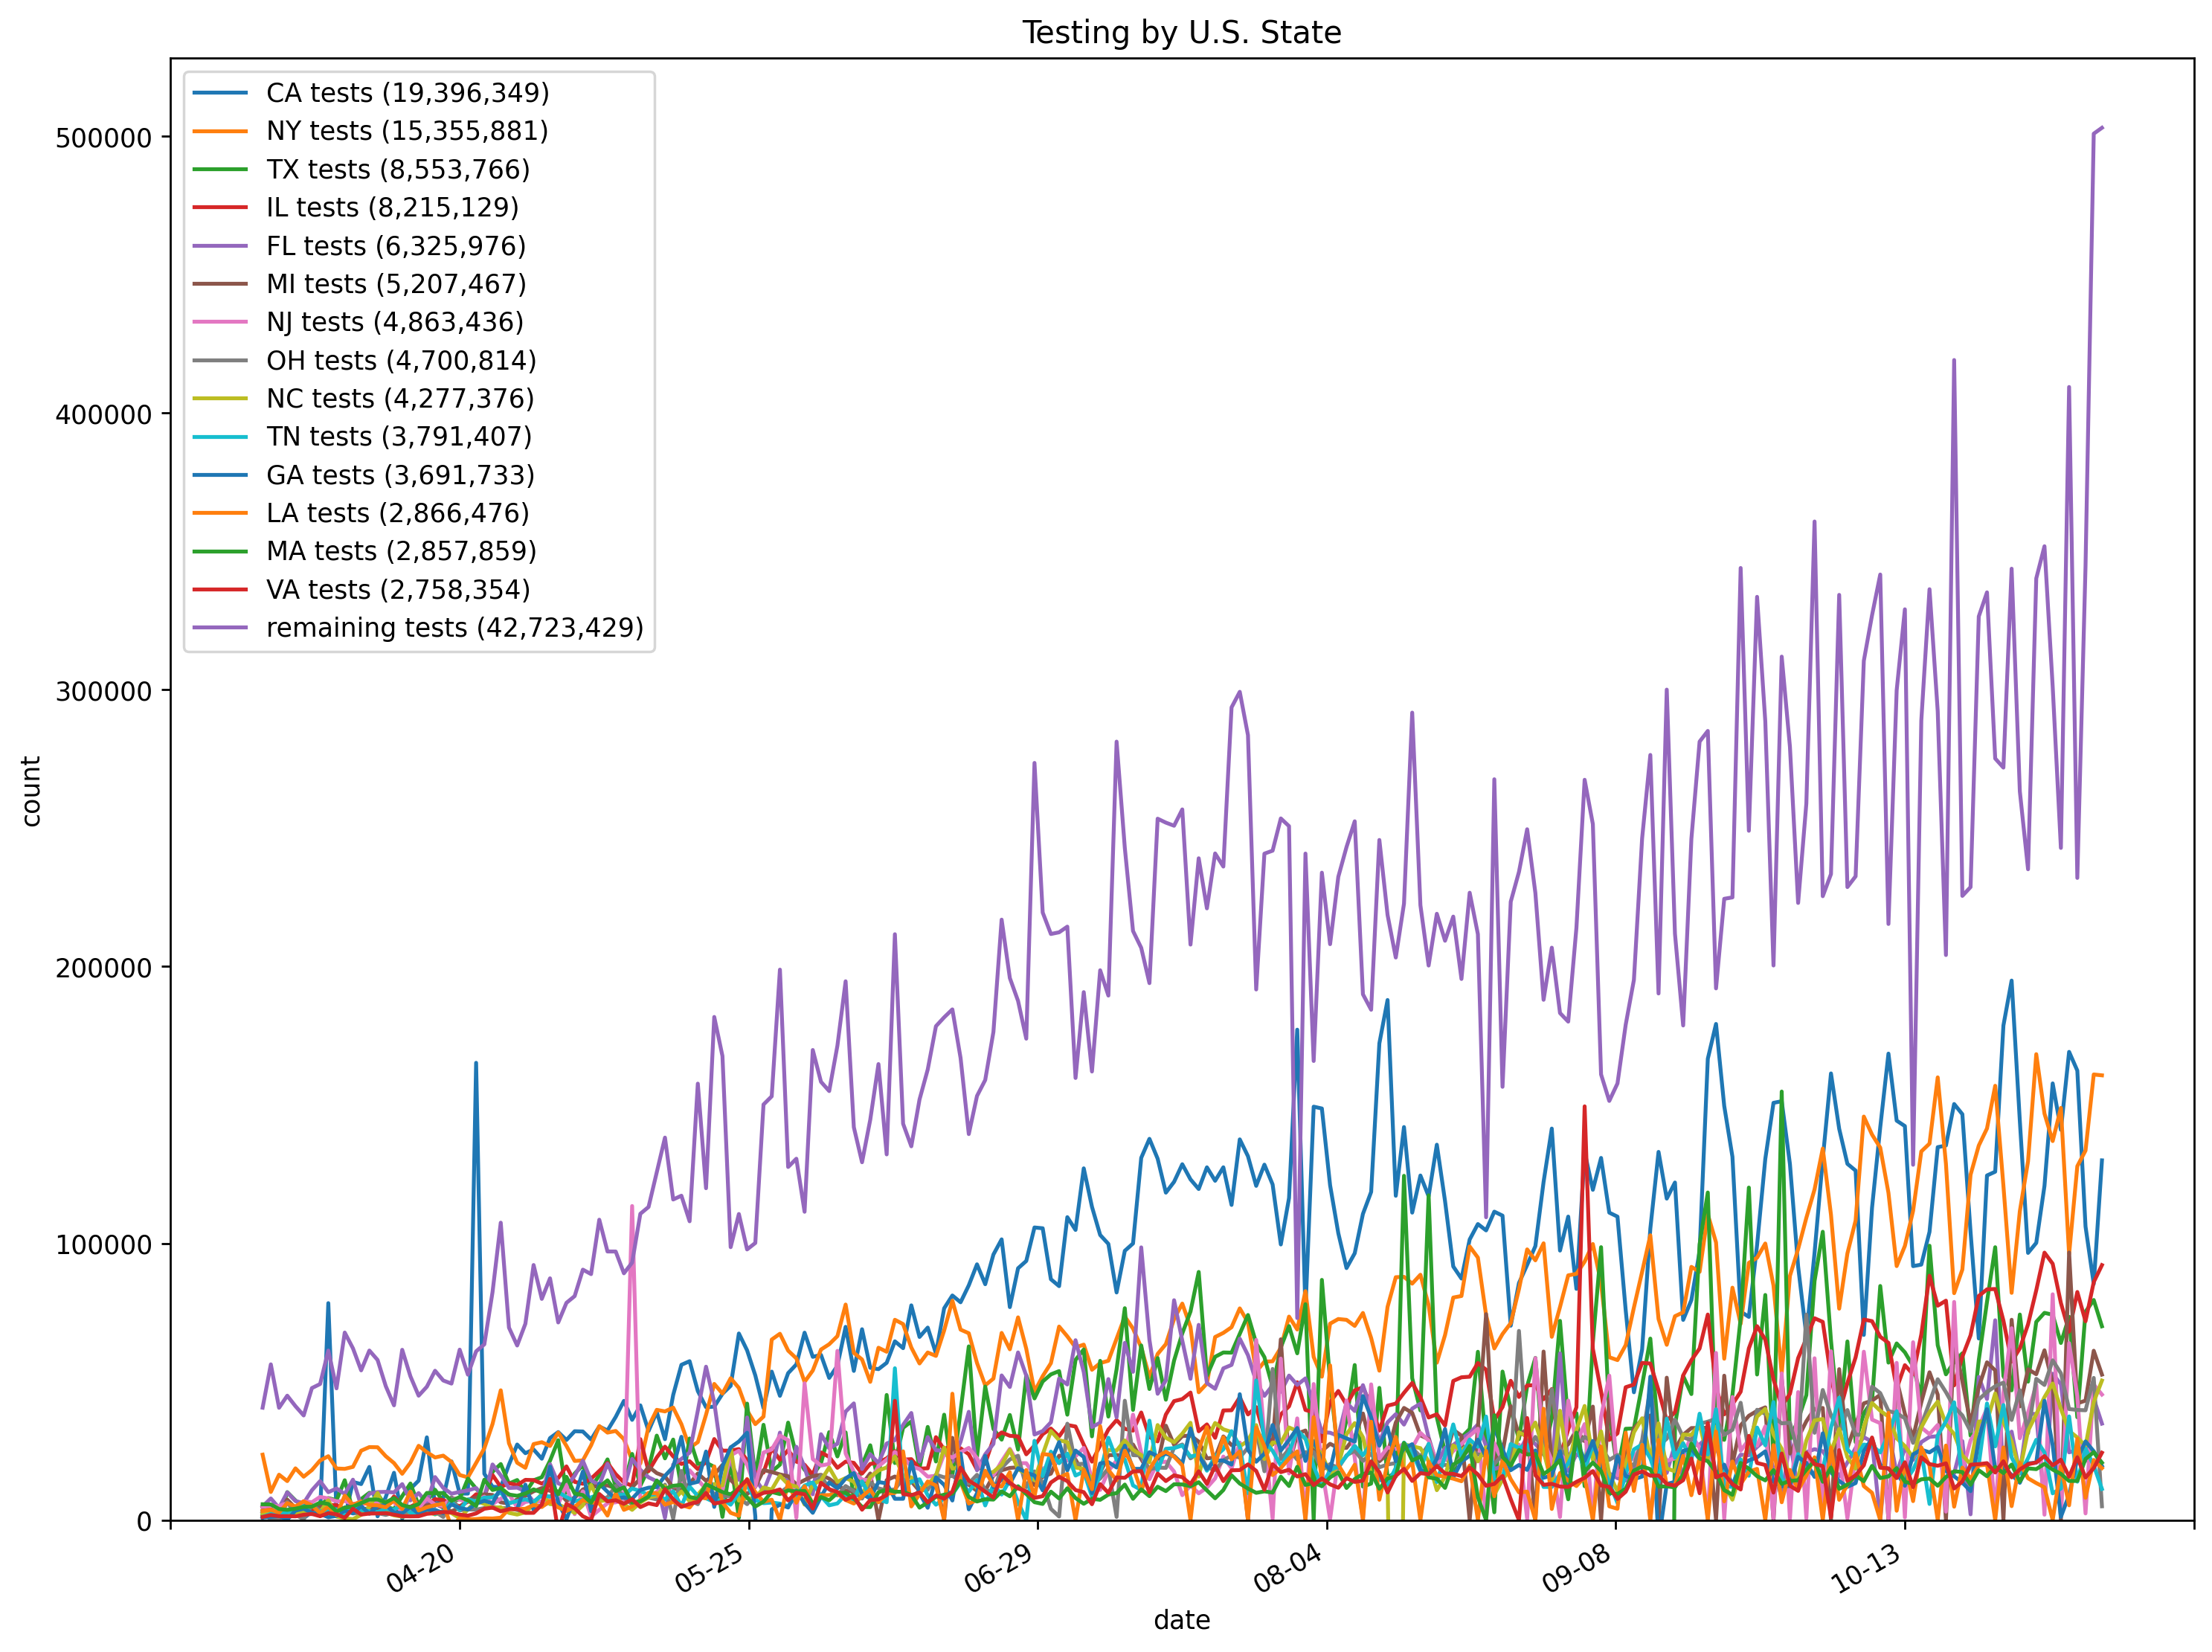 Testing by U.S. State
CA tests (19,396,349)
NY tests (15,355,881)
TX tests (8,553,766)
IL tests (8,215,129)
FL tests (6,325,976)
MI tests (5,207,467)
NJ tests (4,863,436)
OH tests (4,700,814)
NC tests (4,277,376)
TN tests (3,791,407)
GA tests (3,691,733)
LA tests (2,866,476)
MA tests (2,857,859)
VA tests (2,758,354)
remaining tests (42,723,429)
500000
400000
300000
200000
100000
0
count
04-20
05-25
06-29
08-04
09-08
10-13
date